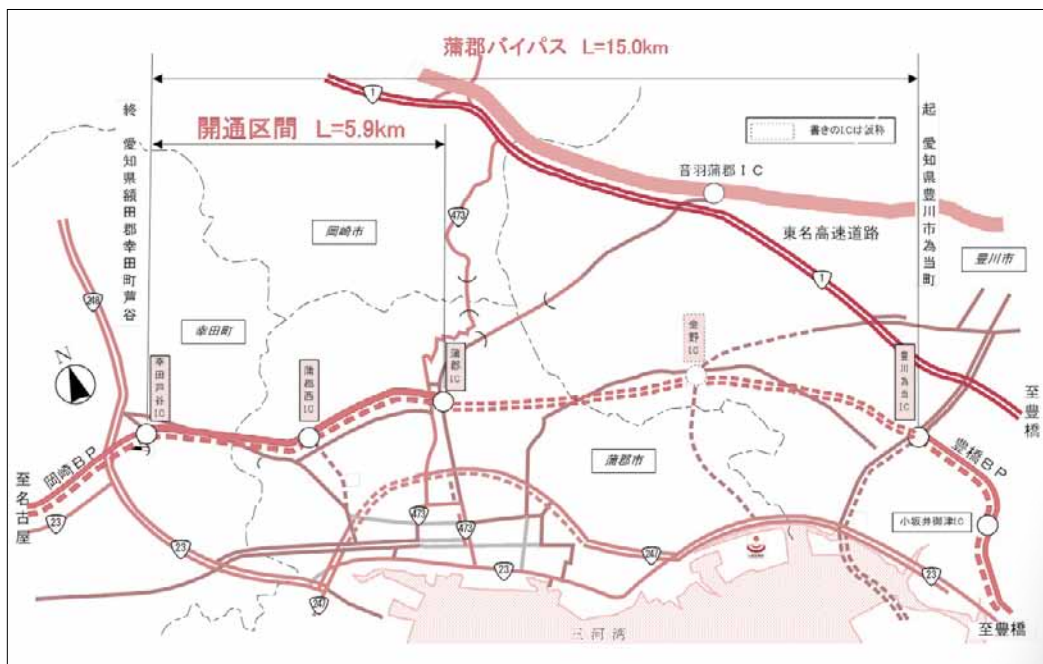 蒲郡バイパス L=15.0km
開通区間 L=5.9km
終 愛知県額田郡幸田町芦谷
起 愛知県豊川市為当町
書きのICは仮称
1
音羽蒲郡IC
473
岡崎市
東名高速道路
豊川市
1
248
幸田町
N
幸田芦谷IC
蒲郡西IC
蒲郡IC
金野IC
豊川為当IC
至豊橋
岡崎BP
蒲郡市
豊橋BP
至名古屋
23
小坂井御津IC
473
473
23
247
23
23
247
至豊橋
三河湾